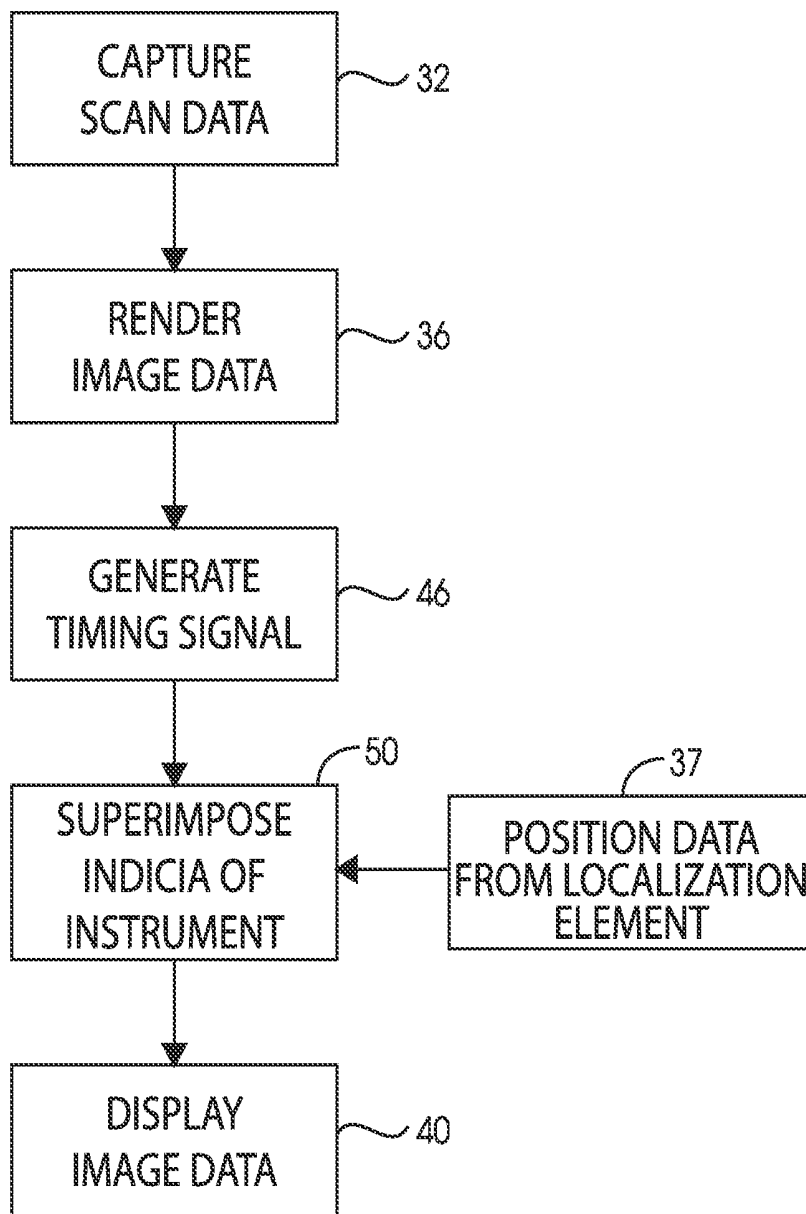 CAPTURE
SCAN DATA
32
RENDER
IMAGE DATA
36
GENERATE
TIMING SIGNAL
46
50
SUPERIMPOSE
INDICIA OF
INSTRUMENT
37
POSITION DATA
FROM LOCALIZATION
ELEMENT
DISPLAY
IMAGE DATA
40